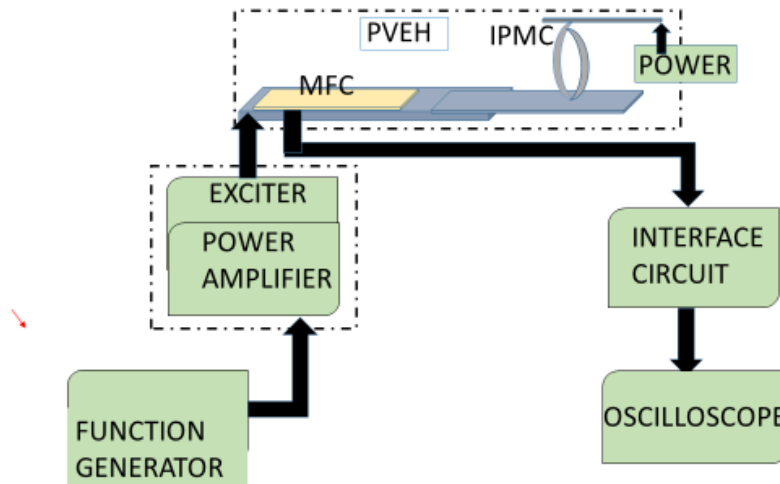 PVEH
IPMC
POWER
MFC
EXCITER
POWER
AMPLIFIER
INTERFACE
CIRCUIT
FUNCTION
GENERATOR
OSCILLOSCOPE